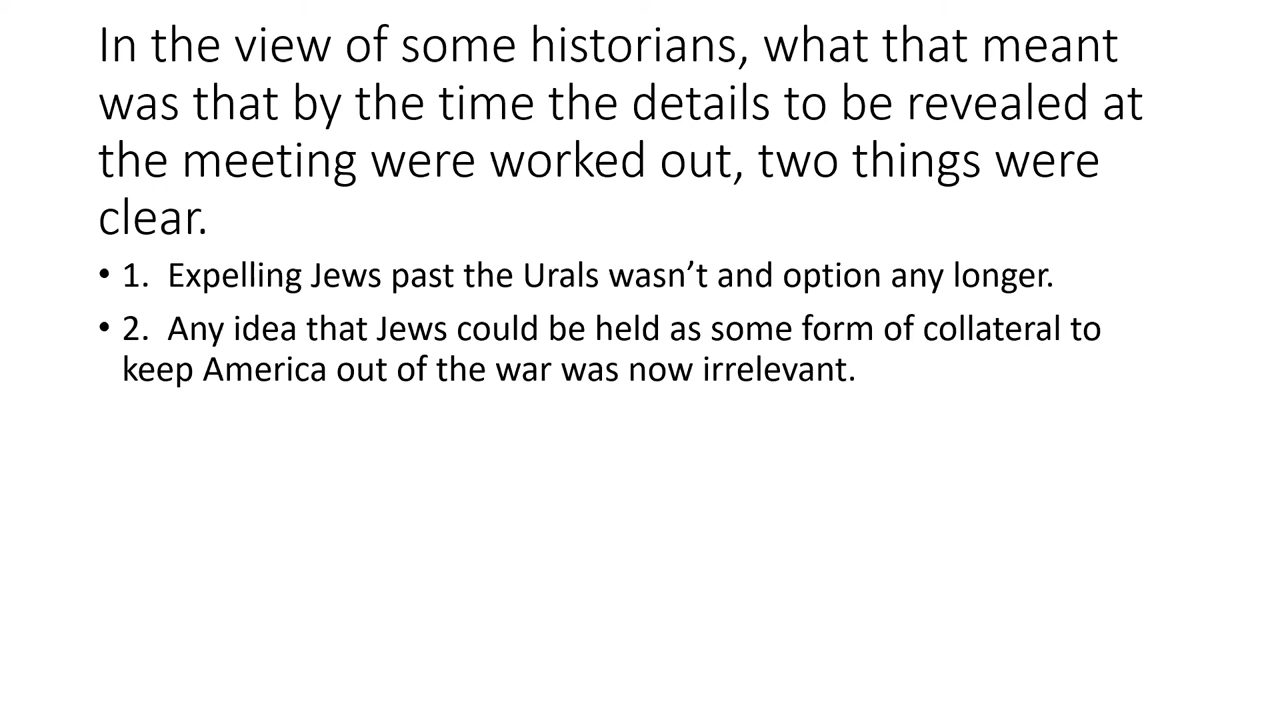 In the view of some historians, what that meant
was that by the time the details to be revealed at
the meeting were worked out, two things were
clear.
• 1. Expelling Jews past the Urals wasn’t and option any longer.
• 2. Any idea that Jews could be held as some form of collateral to
keep America out of the war was now irrelevant.